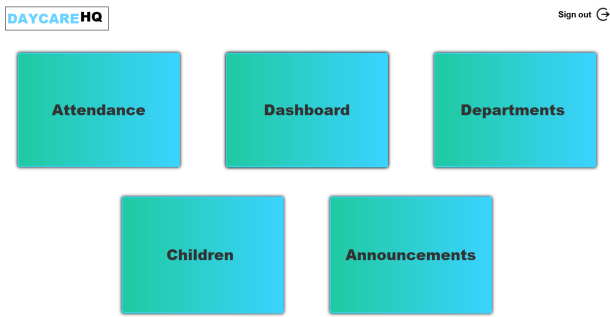 DAYCAREHQ
Sign out
Attendance
Dashboard
Departments
Children
Announcements